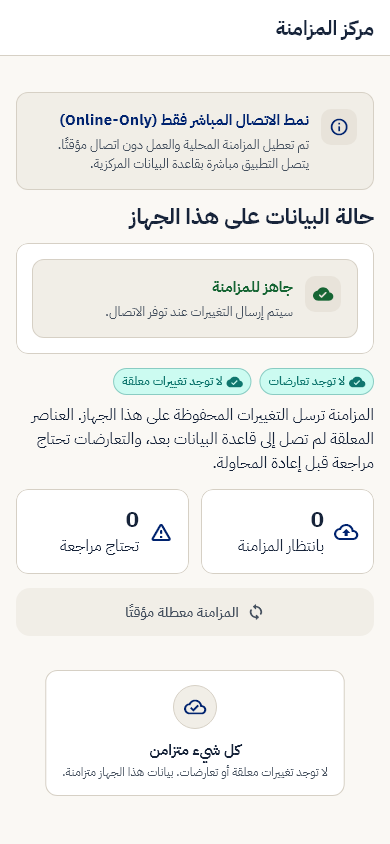 مركز المزامنة
نمط الاتصال المباشر فقط (Online-Only)
تم تعطيل المزامنة المحلية والعمل دون اتصال مؤقتًا.
يتصل التطبيق مباشرة بقاعدة البيانات المركزية.
حالة البيانات على هذا الجهاز
جاهز للمزامنة
سيتم إرسال التغييرات عند توفر الاتصال.
لا توجد تعارضات
لا توجد تغييرات معلقة
المزامنة ترسل التغييرات المحفوظة على هذا الجهاز. العناصر
المعلقة لم تصل إلى قاعدة البيانات بعد، والتعارضات تحتاج
مراجعة قبل إعادة المحاولة.
0
بانتظار المزامنة
0
تحتاج مراجعة
المزامنة معطلة مؤقتًا
كل شيء متزامن
لا توجد تغييرات معلقة أو تعارضات. بيانات هذا الجهاز متزامنة.